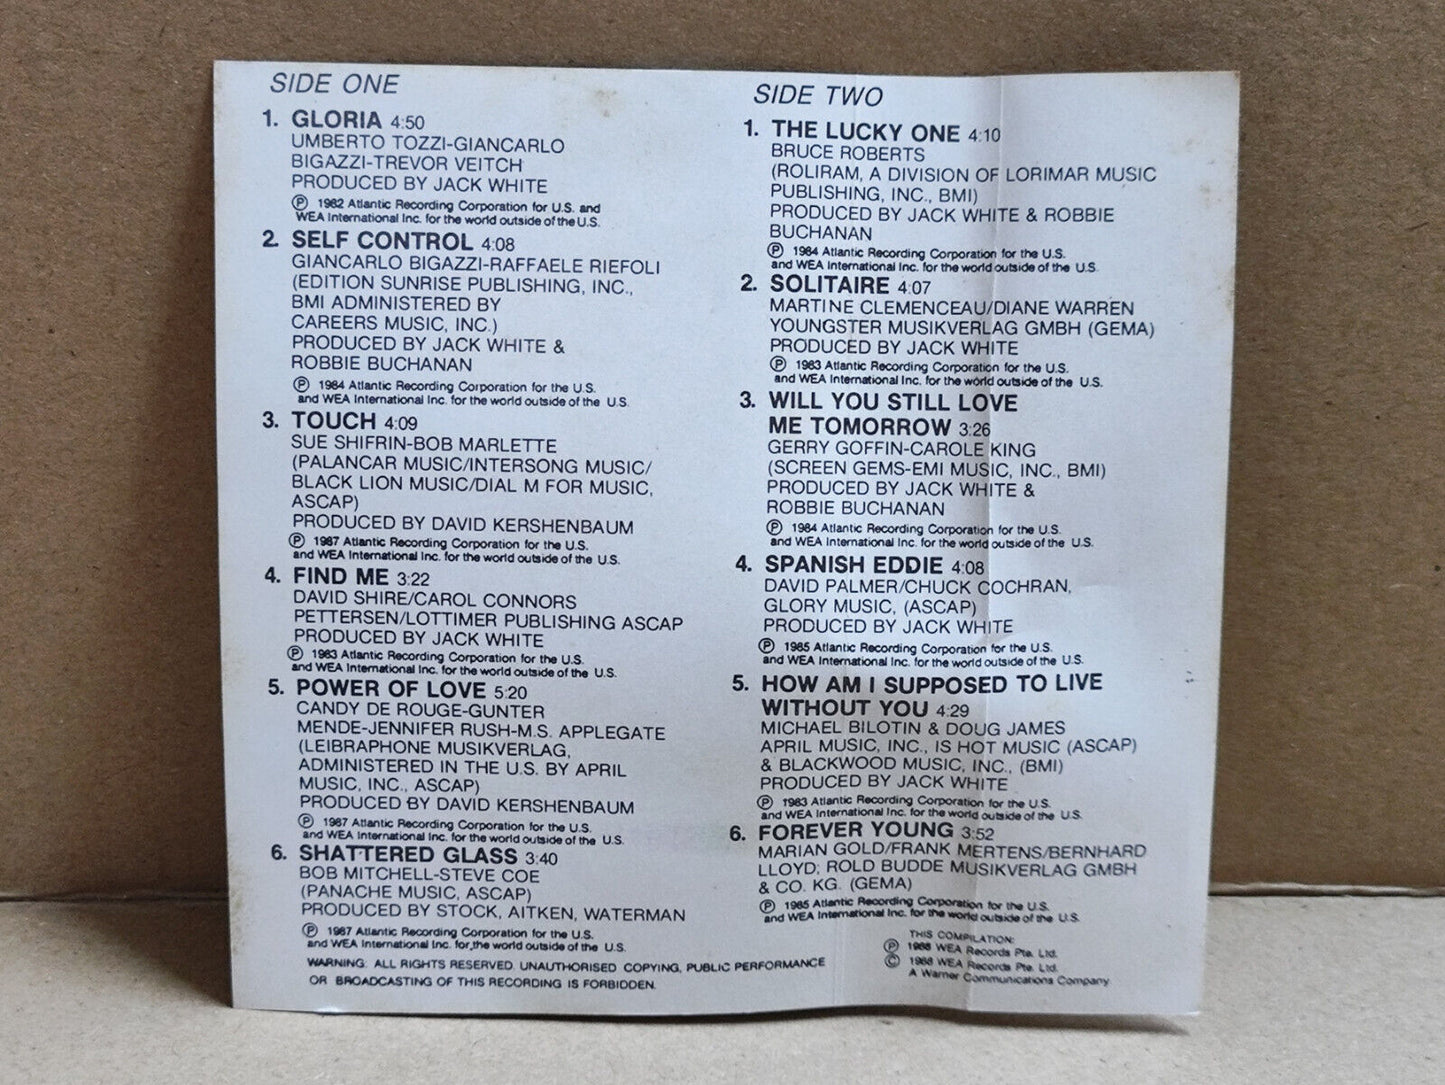 SIDE ONE
1. GLORIA 4:50
UMBERTO TOZZI-GIANCARLO
BIGAZZI-TREVOR VEITCH
PRODUCED BY JACK WHITE
Ⓟ 1982 Atlantic Recording Corporation for U.S. and
WEA International Inc. for the world outside of the U.S.
2. SELF CONTROL 4:08
GIANCARLO BIGAZZI-RAFFAELE RIEFOLI
(EDITION SUNRISE PUBLISHING, INC.,
BMI ADMINISTERED BY
CAREERS MUSIC, INC.)
PRODUCED BY JACK WHITE &
ROBBIE BUCHANAN
Ⓟ 1984 Atlantic Recording Corporation for the U.S.
and WEA International Inc. for the world outside of the U.S.
3. TOUCH 4:09
SUE SHIFRIN-BOB MARLETTE
(PALANCAR MUSIC/INTERSONG MUSIC/
BLACK LION MUSIC/DIAL M FOR MUSIC,
ASCAP)
PRODUCED BY DAVID KERSHENBAUM
Ⓟ 1987 Atlantic Recording Corporation for the U.S.
and WEA International Inc. for the world outside of the U.S.
4. FIND ME 3:22
DAVID SHIRE/CAROL CONNORS
PETTERSEN/LOTTIMER PUBLISHING ASCAP
PRODUCED BY JACK WHITE
Ⓟ 1983 Atlantic Recording Corporation for the U.S.
and WEA International Inc. for the world outside of the U.S.
5. POWER OF LOVE 5:20
CANDY DE ROUGE-GUNTER
MENDE-JENNIFER RUSH-M.S. APPLEGATE
(LEIBRAPHONE MUSIKVERLAG,
ADMINISTERED IN THE U.S. BY APRIL
MUSIC, INC., ASCAP)
PRODUCED BY DAVID KERSHENBAUM
Ⓟ 1987 Atlantic Recording Corporation for the U.S.
and WEA International Inc. for the world outside of the U.S.
6. SHATTERED GLASS 3:40
BOB MITCHELL-STEVE COE
(PANACHE MUSIC, ASCAP)
PRODUCED BY STOCK, AITKEN, WATERMAN
Ⓟ 1987 Atlantic Recording Corporation for the U.S.
and WEA International Inc. for the world outside of the U.S.
WARNING: ALL RIGHTS RESERVED. UNAUTHORISED COPYING, PUBLIC PERFORMANCE
OR BROADCASTING OF THIS RECORDING IS FORBIDDEN.
SIDE TWO
1. THE LUCKY ONE 4:10
BRUCE ROBERTS
(ROLIRAM, A DIVISION OF LORIMAR MUSIC
PUBLISHING, INC., BMI)
PRODUCED BY JACK WHITE & ROBBIE
BUCHANAN
Ⓟ 1984 Atlantic Recording Corporation for the U.S.
and WEA International Inc. for the world outside of the U.S.
2. SOLITAIRE 4:07
MARTINE CLEMENCEAU/DIANE WARREN
YOUNGSTER MUSIKVERLAG GMBH (GEMA)
PRODUCED BY JACK WHITE
Ⓟ 1983 Atlantic Recording Corporation for the U.S.
and WEA International Inc. for the world outside of the U.S.
3. WILL YOU STILL LOVE
ME TOMORROW 3:26
GERRY GOFFIN-CAROLE KING
(SCREEN GEMS-EMI MUSIC, INC., BMI)
PRODUCED BY JACK WHITE &
ROBBIE BUCHANAN
Ⓟ 1984 Atlantic Recording Corporation for the U.S.
and WEA International Inc. for the world outside of the U.S.
4. SPANISH EDDIE 4:08
DAVID PALMER/CHUCK COCHRAN,
GLORY MUSIC, (ASCAP)
PRODUCED BY JACK WHITE
Ⓟ 1985 Atlantic Recording Corporation for the U.S.
and WEA International Inc. for the world outside of the U.S.
5. HOW AM I SUPPOSED TO LIVE
WITHOUT YOU 4:29
MICHAEL BILOTIN & DOUG JAMES
APRIL MUSIC, INC., IS HOT MUSIC (ASCAP)
& BLACKWOOD MUSIC, INC., (BMI)
PRODUCED BY JACK WHITE
Ⓟ 1983 Atlantic Recording Corporation for the U.S.
and WEA International Inc. for the world outside of the U.S.
6. FOREVER YOUNG 3:52
MARIAN GOLD/FRANK MERTENS/BERNHARD
LLOYD; ROLD BUDDE MUSIKVERLAG GMBH
& CO. KG. (GEMA)
Ⓟ 1985 Atlantic Recording Corporation for the U.S.
and WEA International Inc. for the world outside of the U.S.
THIS COMPILATION:
Ⓟ 1988 WEA Records Pte. Ltd.
© 1988 WEA Records Pte. Ltd.
A Warner Communications Company